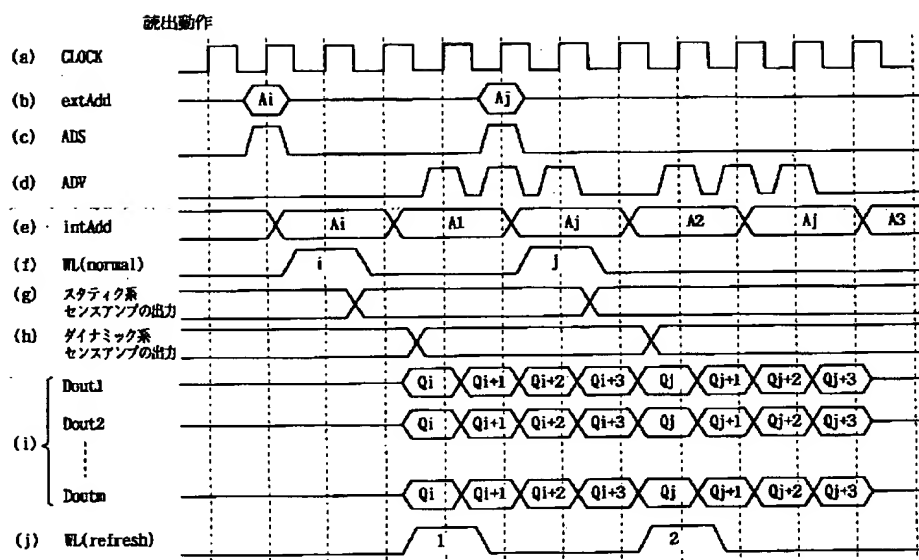 読出動作
(a) CLOCK
(b) extAdd Ai Aj
(c) ADS
(d) ADV
(e) intAdd Ai A1 Aj A2 Aj A3
(f) WL(normal) i j
(g) スタティク系
センスアンプの出力
(h) ダイナミック系
センスアンプの出力
(i)
Dout1 Qi Qi+1 Qi+2 Qi+3 Qj Qj+1 Qj+2 Qj+3
Dout2 Qi Qi+1 Qi+2 Qi+3 Qj Qj+1 Qj+2 Qj+3
Doutm Qi Qi+1 Qi+2 Qi+3 Qj Qj+1 Qj+2 Qj+3
(j) WL(refresh) 1 2